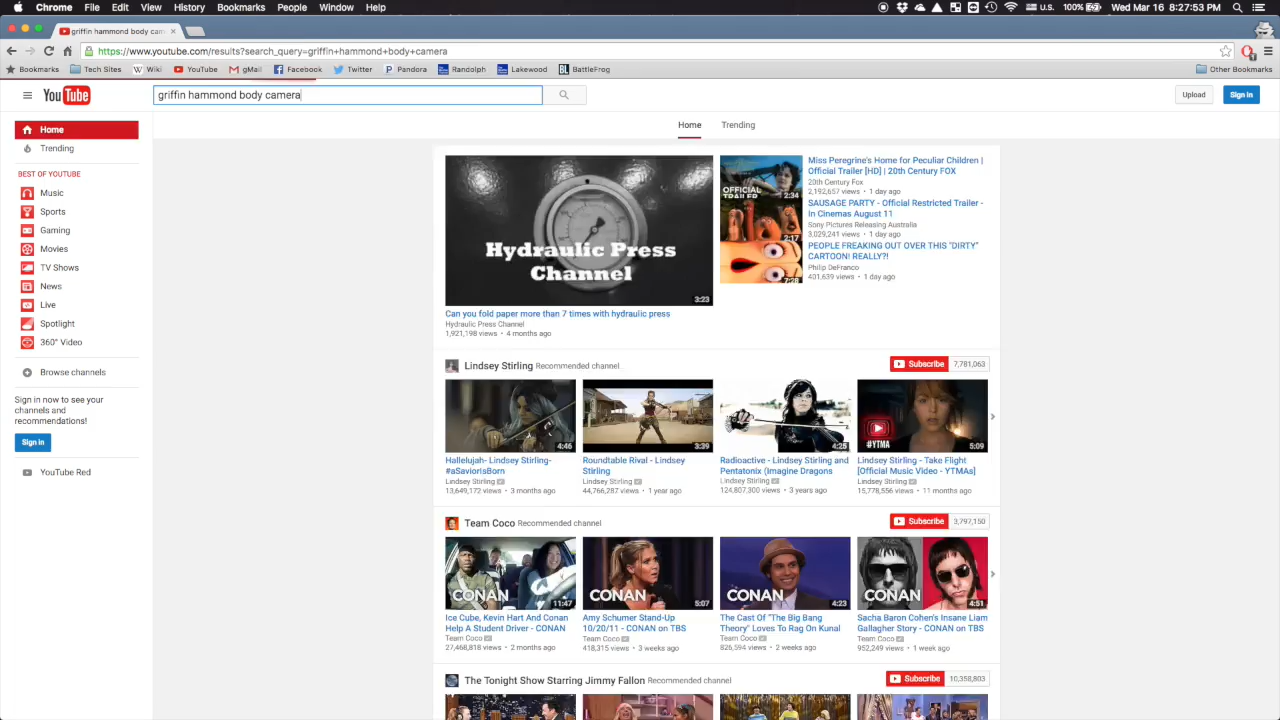 Chrome File Edit View History Bookmarks People Window Help
U.S. 100% Wed Mar 16 8:27:53 PM
griffin hammond body cam
https://www.youtube.com/results?search_query=griffin+hammond+body+camera
Bookmarks Tech Sites Wiki YouTube gMail Facebook Twitter Pandora Randolph Lakewood BattleFrog Other Bookmarks
YouTube griffin hammond body camera Upload Sign in
Home Trending
Home
Trending
BEST OF YOUTUBE
Music
Sports
Gaming
Movies
TV Shows
News
Live
Spotlight
360° Video
Browse channels
Sign in now to see your
channels and
recommendations!
Sign in
YouTube Red
Hydraulic Press
Channel
3:23
Can you fold paper more than 7 times with hydraulic press
Hydraulic Press Channel
1,921,198 views • 4 months ago
OFFICIAL
TRAILER
2:34
Miss Peregrine's Home for Peculiar Children |
Official Trailer [HD] | 20th Century FOX
20th Century Fox
2,192,657 views • 1 day ago
2:17
SAUSAGE PARTY - Official Restricted Trailer -
In Cinemas August 11
Sony Pictures Releasing Australia
3,029,241 views • 1 day ago
7:28
PEOPLE FREAKING OUT OVER THIS "DIRTY"
CARTOON! REALLY?!
Philip DeFranco
401,639 views • 1 day ago
Lindsey Stirling Recommended channel
Subscribe 7,781,063
4:46
Hallelujah- Lindsey Stirling-
#aSaviorIsBorn
Lindsey Stirling
13,649,172 views • 3 months ago
3:39
Roundtable Rival - Lindsey
Stirling
Lindsey Stirling
44,766,287 views • 1 year ago
4:25
Radioactive - Lindsey Stirling and
Pentatonix (Imagine Dragons
Lindsey Stirling
124,807,300 views • 3 years ago
#YTMA
5:09
Lindsey Stirling - Take Flight
[Official Music Video - YTMAs]
Lindsey Stirling
15,778,556 views • 11 months ago
Team Coco Recommended channel
Subscribe 3,797,150
CONAN
11:47
Ice Cube, Kevin Hart And Conan
Help A Student Driver - CONAN
Team Coco
27,468,818 views • 2 months ago
CONAN
5:07
Amy Schumer Stand-Up
10/20/11 - CONAN on TBS
Team Coco
418,315 views • 3 weeks ago
CONAN
4:23
The Cast Of "The Big Bang
Theory" Loves To Rag On Kunal
Team Coco
826,594 views • 2 weeks ago
CONAN
4:51
Sacha Baron Cohen's Insane Liam
Gallagher Story - CONAN on TBS
Team Coco
952,249 views • 1 week ago
The Tonight Show Starring Jimmy Fallon Recommended channel
Subscribe 10,358,803